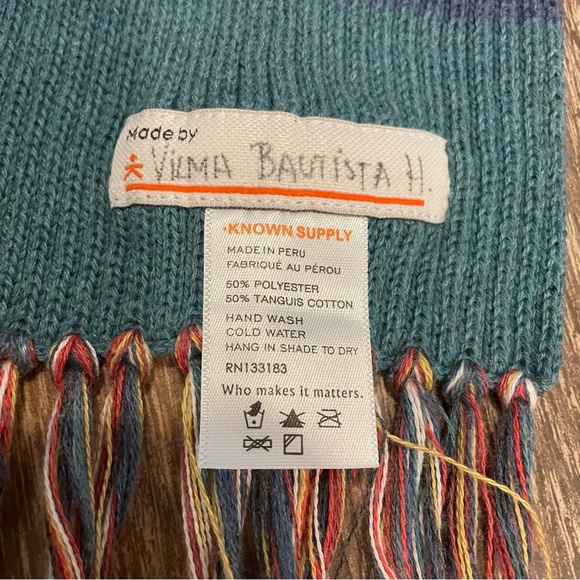 Made by
VILMA BAUTISTA H.
·KNOWN SUPPLY
MADE IN PERU
FABRIQUÉ AU PÉROU
50% POLYESTER
50% TANGUIS COTTON
HAND WASH
COLD WATER
HANG IN SHADE TO DRY
RN133183
Who makes it matters.